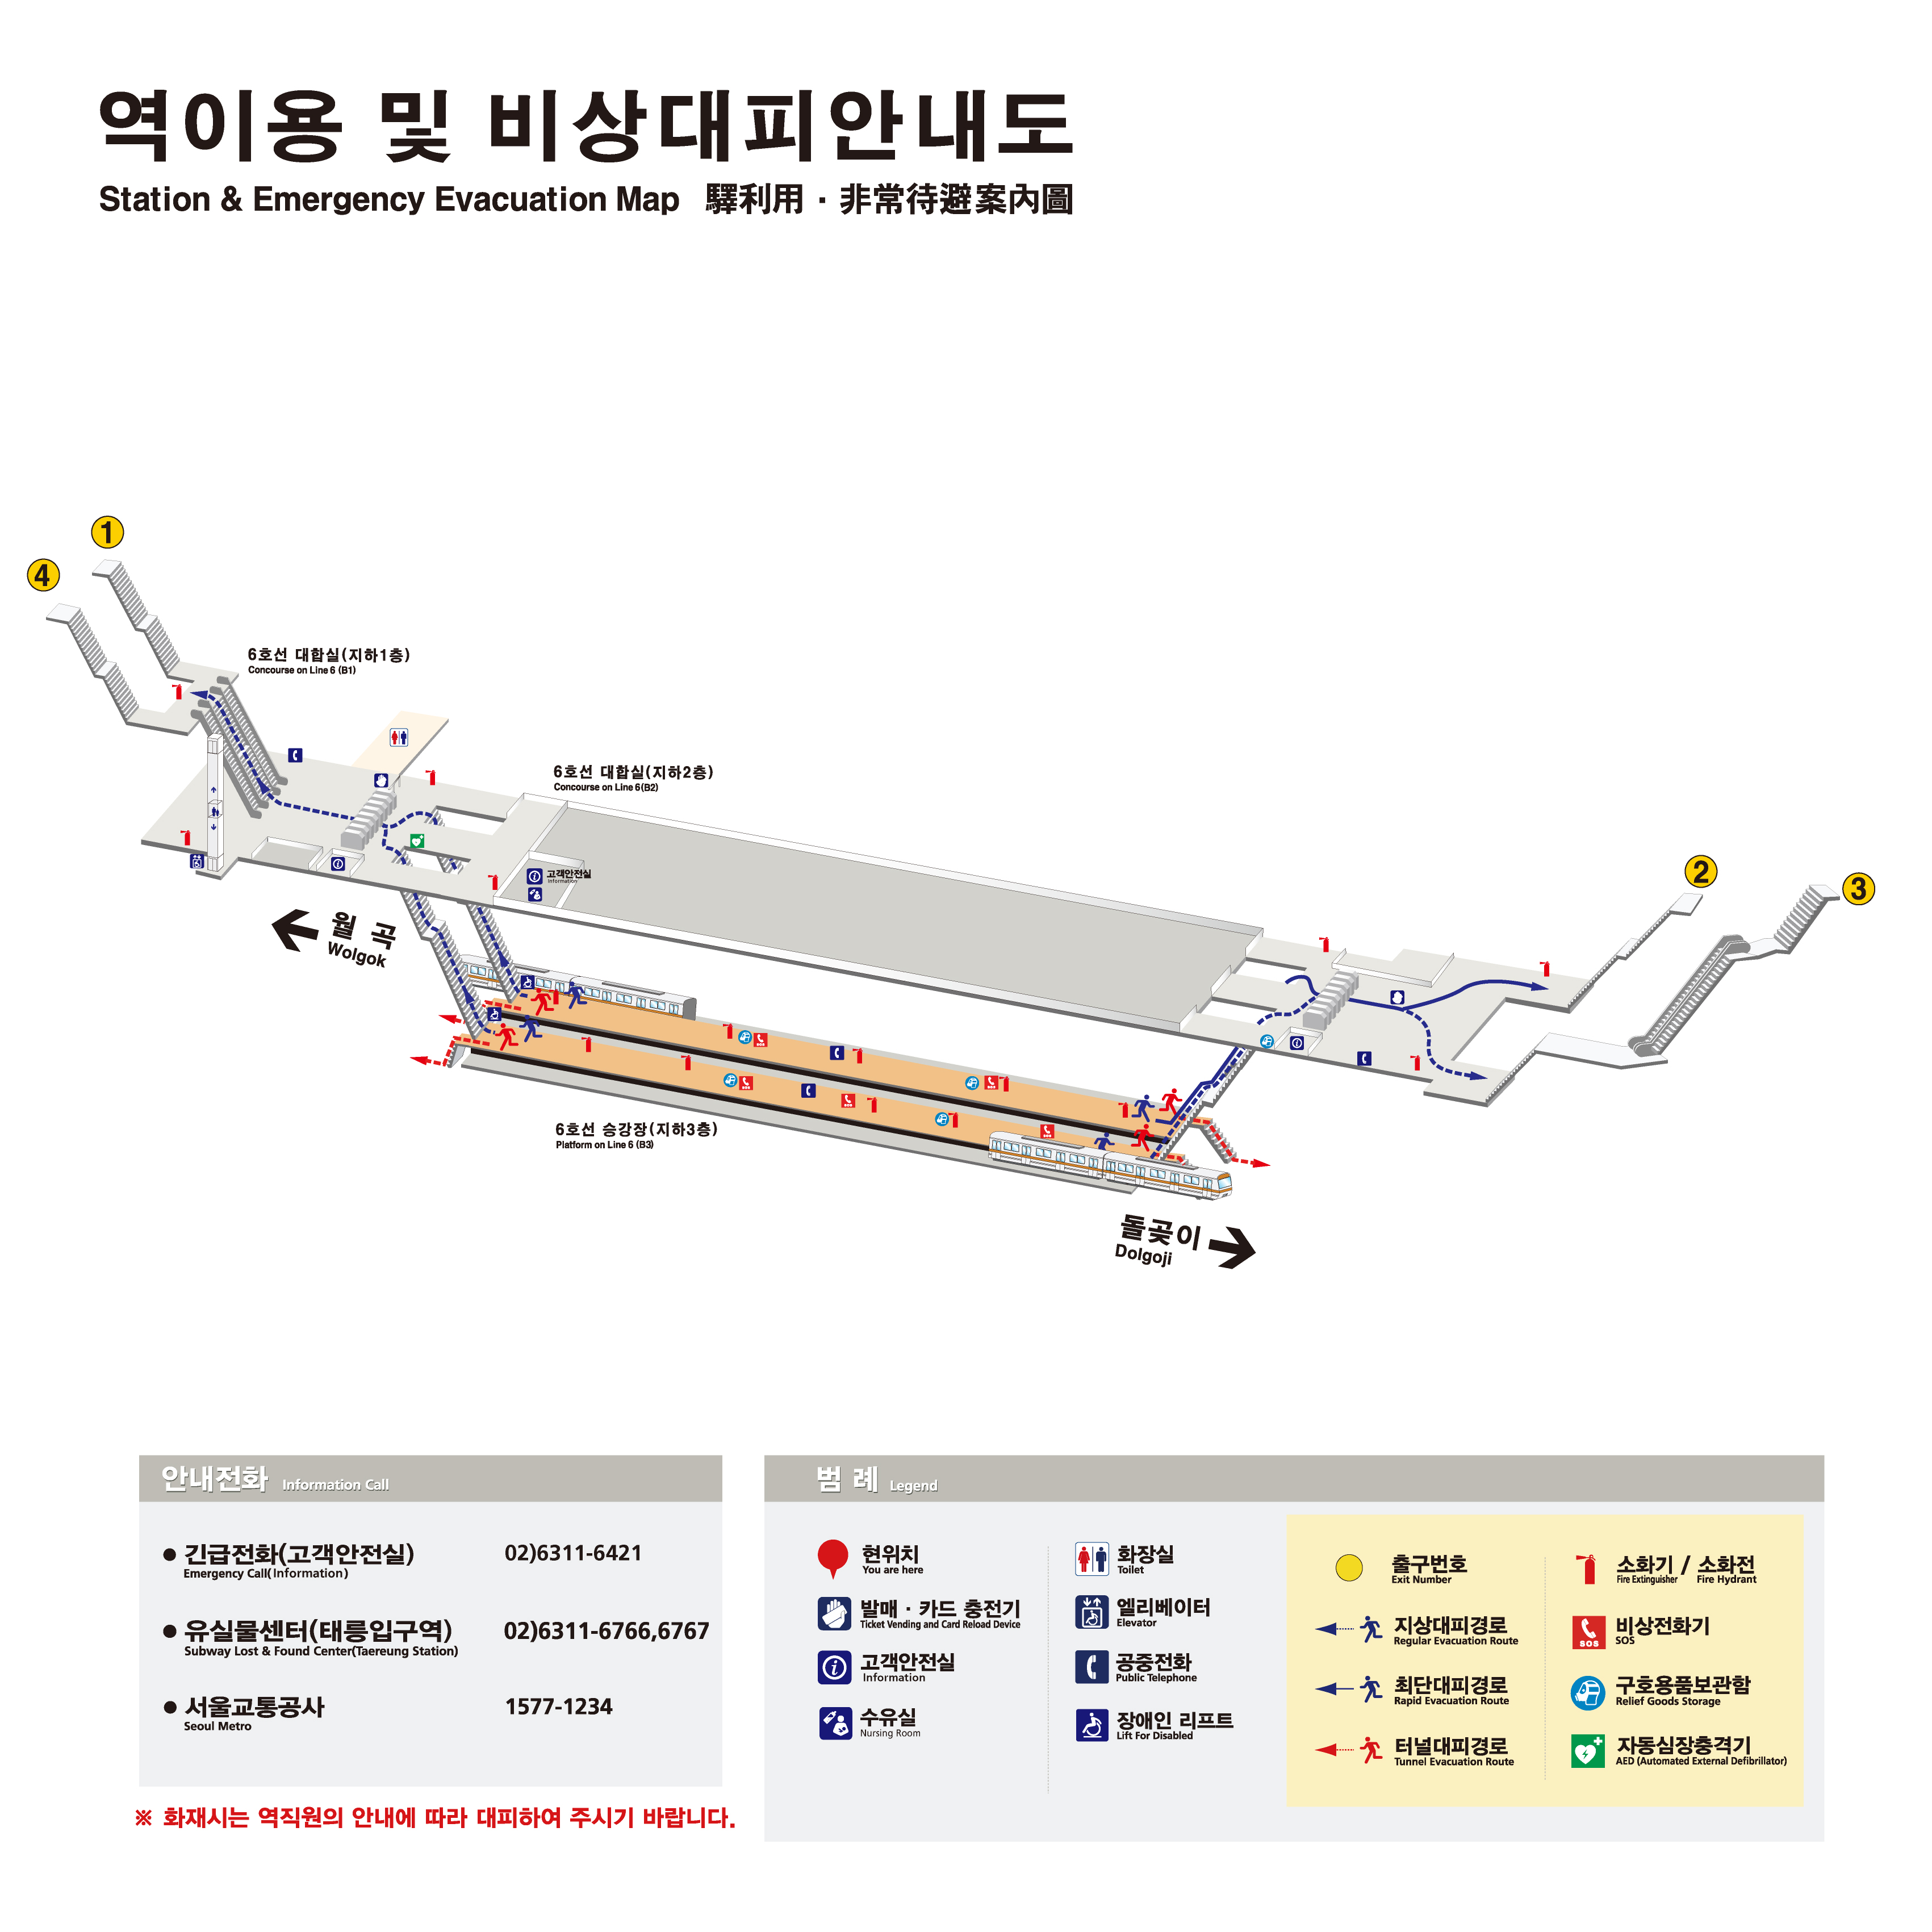 역이용 및 비상대피안내도
Station & Emergency Evacuation Map 驛利用 · 非常待避案內圖
1
4
6호선 대합실(지하1층)
Concourse on Line 6 (B1)
6호선 대합실(지하2층)
Concourse on Line 6(B2)
고객안전실
Information
2
3
월 곡
Wolgok
SOS
SOS
SOS
SOS
SOS
6호선 승강장(지하3층)
Platform on Line 6 (B3)
돌곶이
Dolgoji
안내전화 Information Call
긴급전화(고객안전실) 02)6311-6421
Emergency Call(Information)
유실물센터(태릉입구역) 02)6311-6766,6767
Subway Lost & Found Center(Taereung Station)
서울교통공사 1577-1234
Seoul Metro
※ 화재시는 역직원의 안내에 따라 대피하여 주시기 바랍니다.
범 례 Legend
현위치
You are here
발매 · 카드 충전기
Ticket Vending and Card Reload Device
고객안전실
Information
수유실
Nursing Room
화장실
Toilet
엘리베이터
Elevator
공중전화
Public Telephone
장애인 리프트
Lift For Disabled
출구번호
Exit Number
지상대피경로
Regular Evacuation Route
최단대피경로
Rapid Evacuation Route
터널대피경로
Tunnel Evacuation Route
소화기 / 소화전
Fire Extinguisher Fire Hydrant
SOS
비상전화기
SOS
구호용품보관함
Relief Goods Storage
자동심장충격기
AED (Automated External Defibrillator)